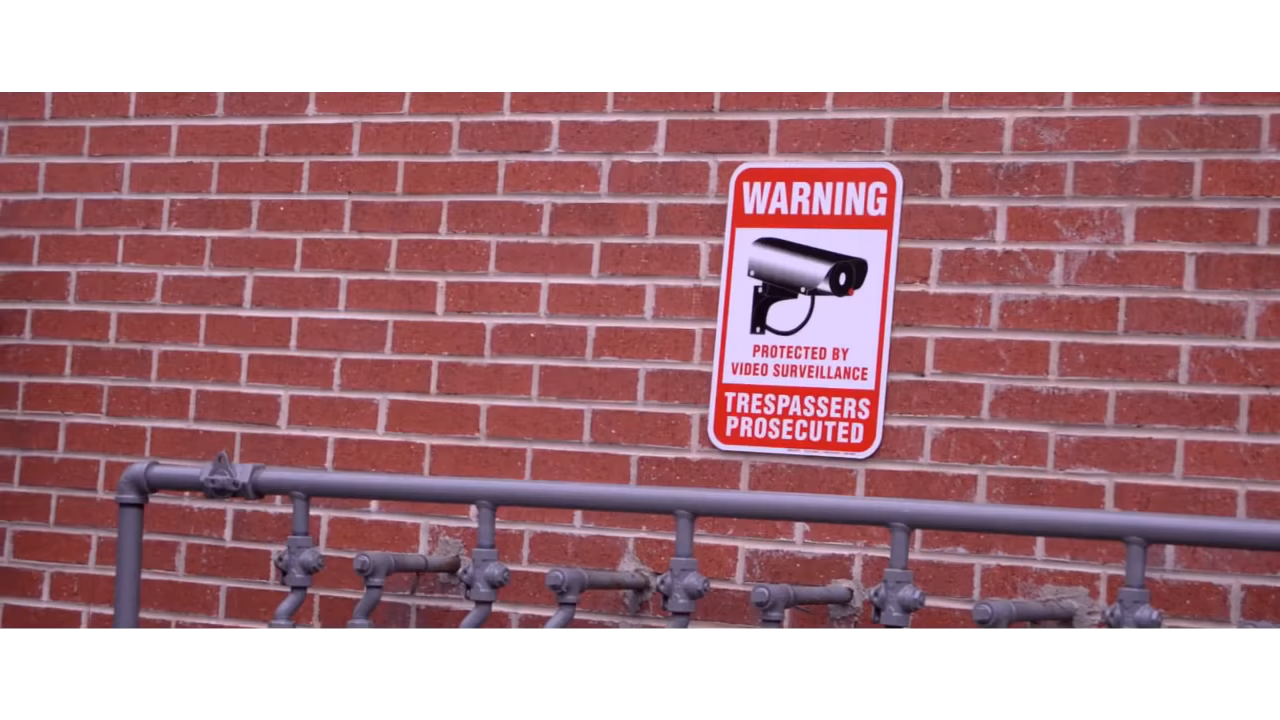 WARNING
PROTECTED BY
VIDEO SURVEILLANCE
TRESPASSERS
PROSECUTED